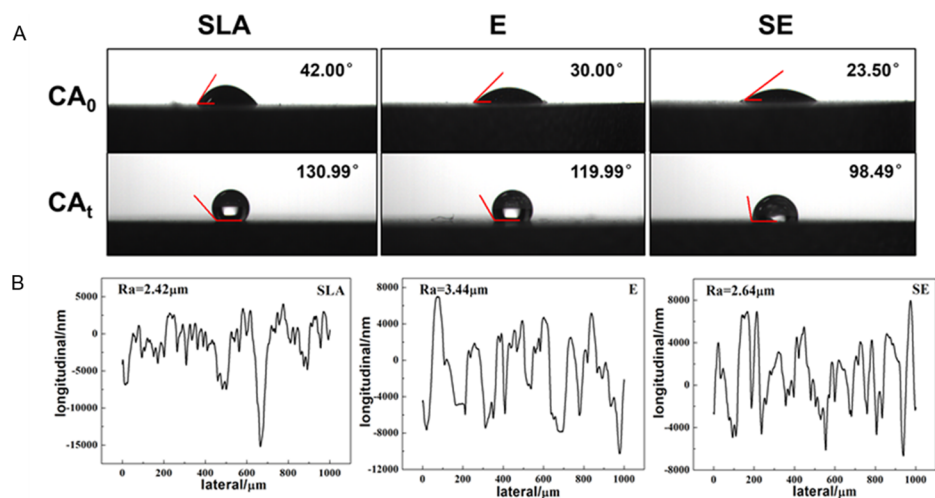 A
SLA E SE
CA0 42.00° 30.00° 23.50°
CAt 130.99° 119.99° 98.49°
B
Ra=2.42μm SLA
5000
0
-5000
-10000
-15000
longitudinal/nm
0 200 400 600 800 1000
lateral/μm
Ra=3.44μm E
8000
4000
0
-4000
-8000
-12000
longitudinal/nm
0 200 400 600 800 1000
lateral/μm
Ra=2.64μm SE
8000
4000
0
-4000
-8000
longitudinal/nm
0 200 400 600 800 1000
lateral/μm